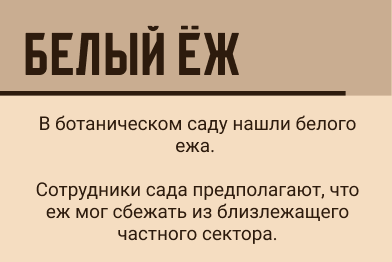 БЕЛЫЙ ЁЖ
В ботаническом саду нашли белого
ежа.
Сотрудники сада предполагают, что
еж мог сбежать из близлежащего
частного сектора.